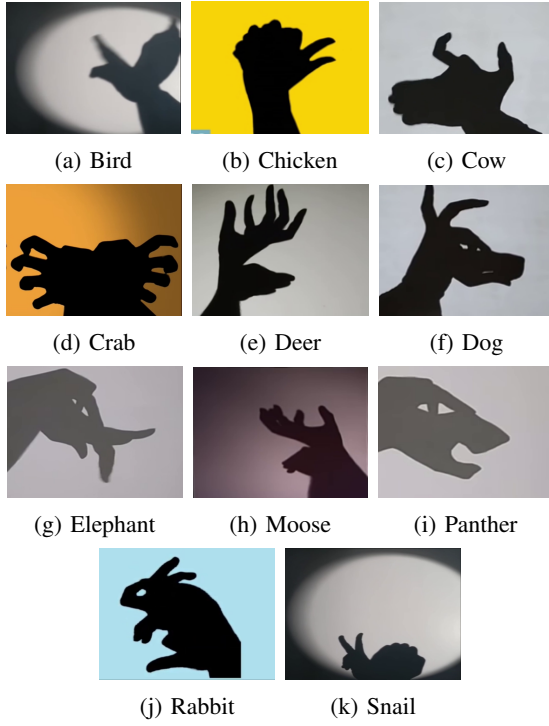 (a) Bird
(b) Chicken
(c) Cow
(d) Crab
(e) Deer
(f) Dog
(g) Elephant
(h) Moose
(i) Panther
(j) Rabbit
(k) Snail